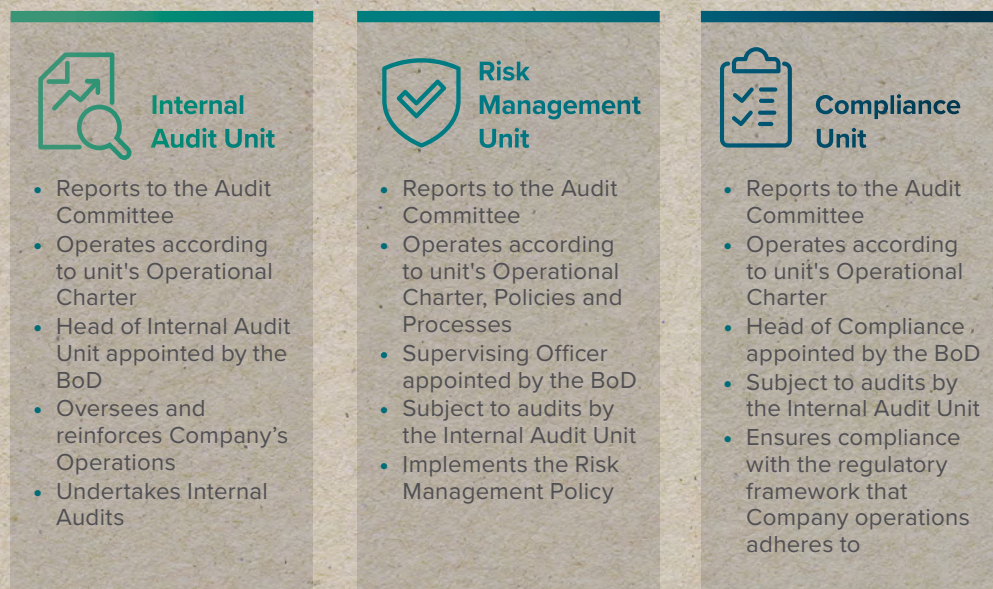 Internal
Audit Unit
• Reports to the Audit
Committee
• Operates according
to unit's Operational
Charter
• Head of Internal Audit
Unit appointed by the
BoD
• Oversees and
reinforces Company’s
Operations
• Undertakes Internal
Audits
Risk
Management
Unit
• Reports to the Audit
Committee
• Operates according
to unit's Operational
Charter, Policies and
Processes
• Supervising Officer
appointed by the BoD
• Subject to audits by
the Internal Audit Unit
• Implements the Risk
Management Policy
Compliance
Unit
• Reports to the Audit
Committee
• Operates according
to unit's Operational
Charter
• Head of Compliance
appointed by the BoD
• Subject to audits by
the Internal Audit Unit
• Ensures compliance
with the regulatory
framework that
Company operations
adheres to